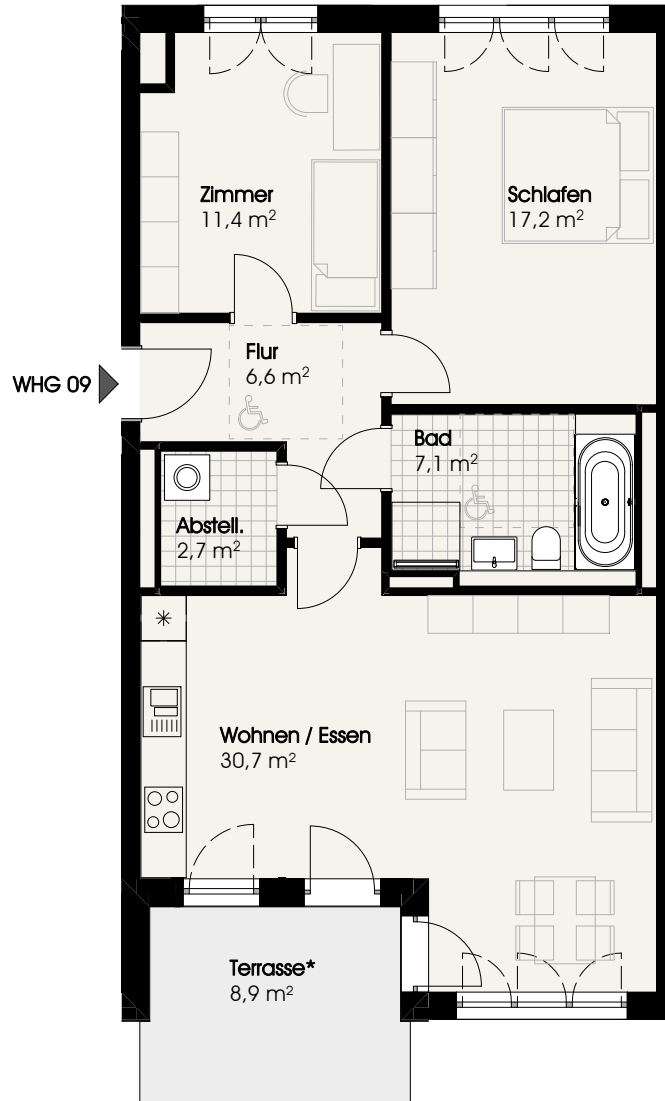 Zimmer
11,4 m²
Schlafen
17,2 m²
Flur
6,6 m²
WHG 09
Bad
7,1 m²
Abstell.
2,7 m²
Wohnen / Essen
30,7 m²
Terrasse*
8,9 m²